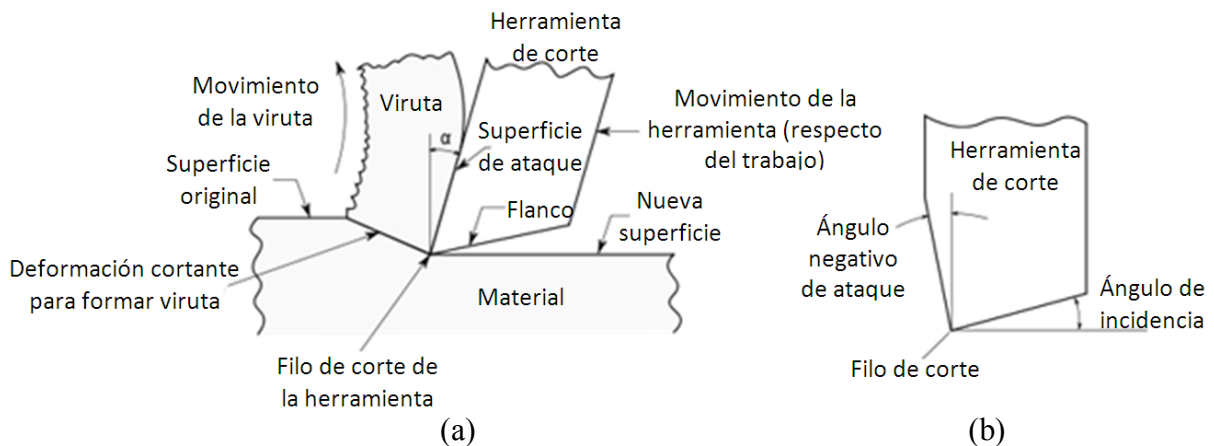 Herramienta
de corte
Movimiento
de la viruta
Viruta
α
Superficie
de ataque
Movimiento de la
herramienta (respecto
del trabajo)
Superficie
original
Flanco
Nueva
superficie
Deformación cortante
para formar viruta
Material
Filo de corte de
la herramienta
(a)
Herramienta
de corte
Ángulo
negativo
de ataque
Ángulo de
incidencia
Filo de corte
(b)